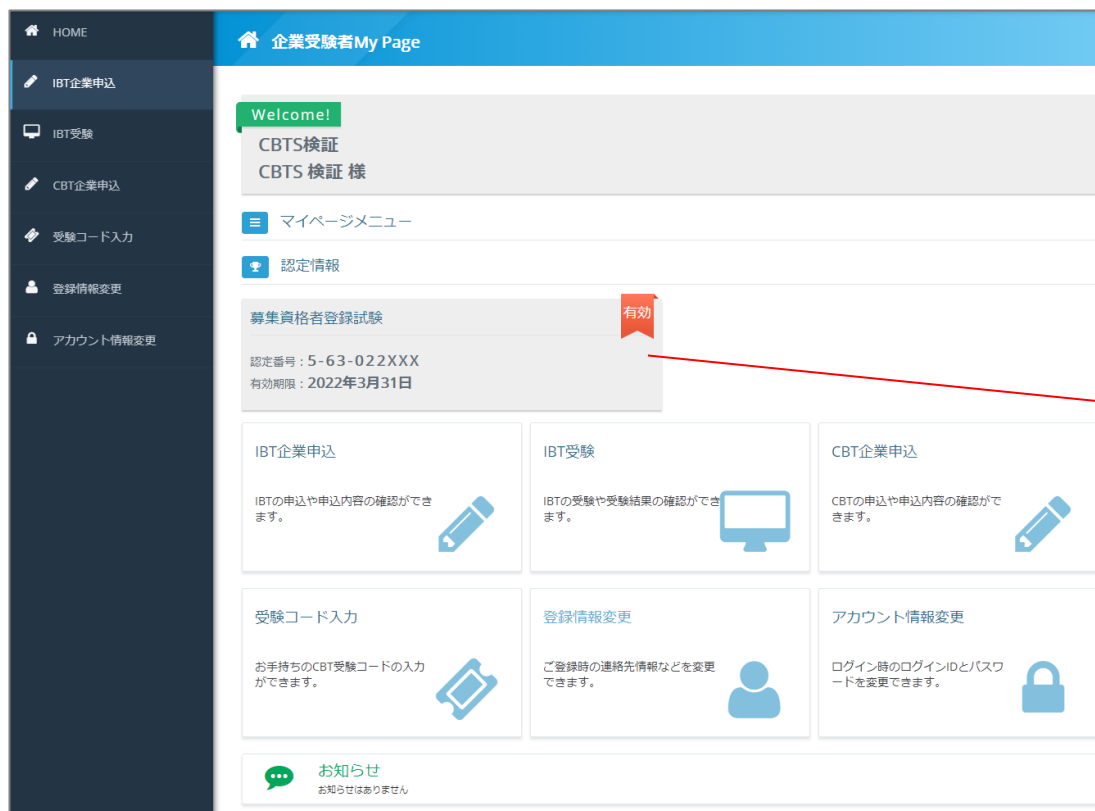 HOME
IBT企業申込
IBT受験
CBT企業申込
受験コード入力
登録情報変更
アカウント情報変更
企業受験者My Page
Welcome!
CBTS検証
CBTS 検証 様
マイページメニュー
認定情報
募集資格者登録試験
有効
認定番号：5-63-022XXX
有効期限：2022年3月31日
IBT企業申込
IBTの申込や申込内容の確認ができ
ます。
IBT受験
IBTの受験や受験結果の確認ができ
ます。
CBT企業申込
CBTの申込や申込内容の確認がで
きます。
受験コード入力
お手持ちのCBT受験コードの入力
ができます。
登録情報変更
ご登録時の連絡先情報などを変更
できます。
アカウント情報変更
ログイン時のログインIDとパスワ
ードを変更できます。
お知らせ
お知らせはありません